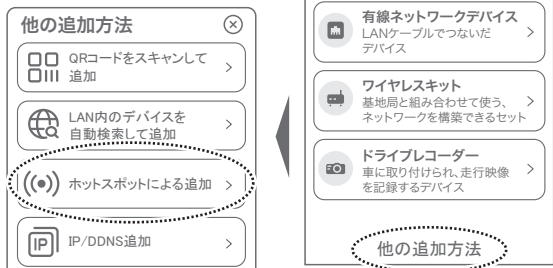 他の追加方法
QRコードをスキャンして
追加
LAN内のデバイスを
自動検索して追加
ホットスポットによる追加
IP
IP/DDNS追加
有線ネットワークデバイス
LANケーブルでつないだ
デバイス
ワイヤレスキット
基地局と組み合わせて使う、
ネットワークを構築できるセット
ドライブレコーダー
車に取り付けられ、走行映像
を記録するデバイス
他の追加方法